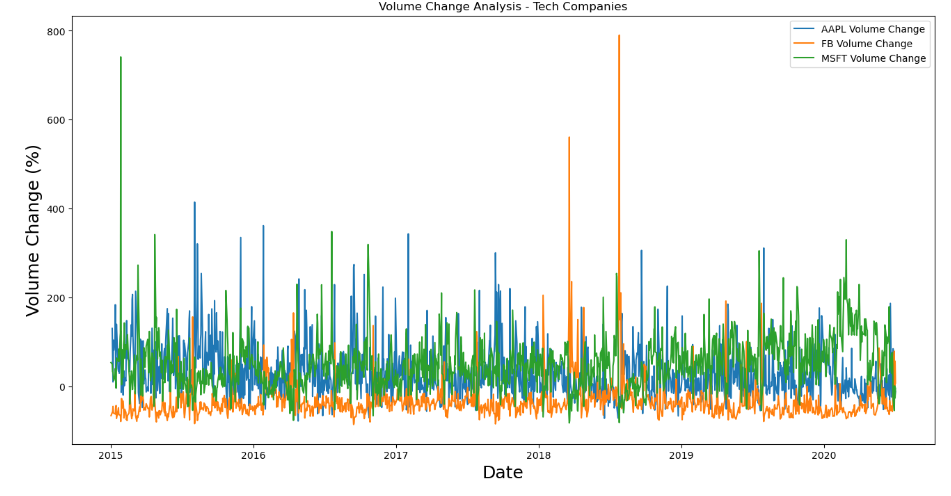 Volume Change Analysis - Tech Companies
Volume Change (%)
800
600
400
200
0
AAPL Volume Change
FB Volume Change
MSFT Volume Change
2015
2016
2017
2018
2019
2020
Date